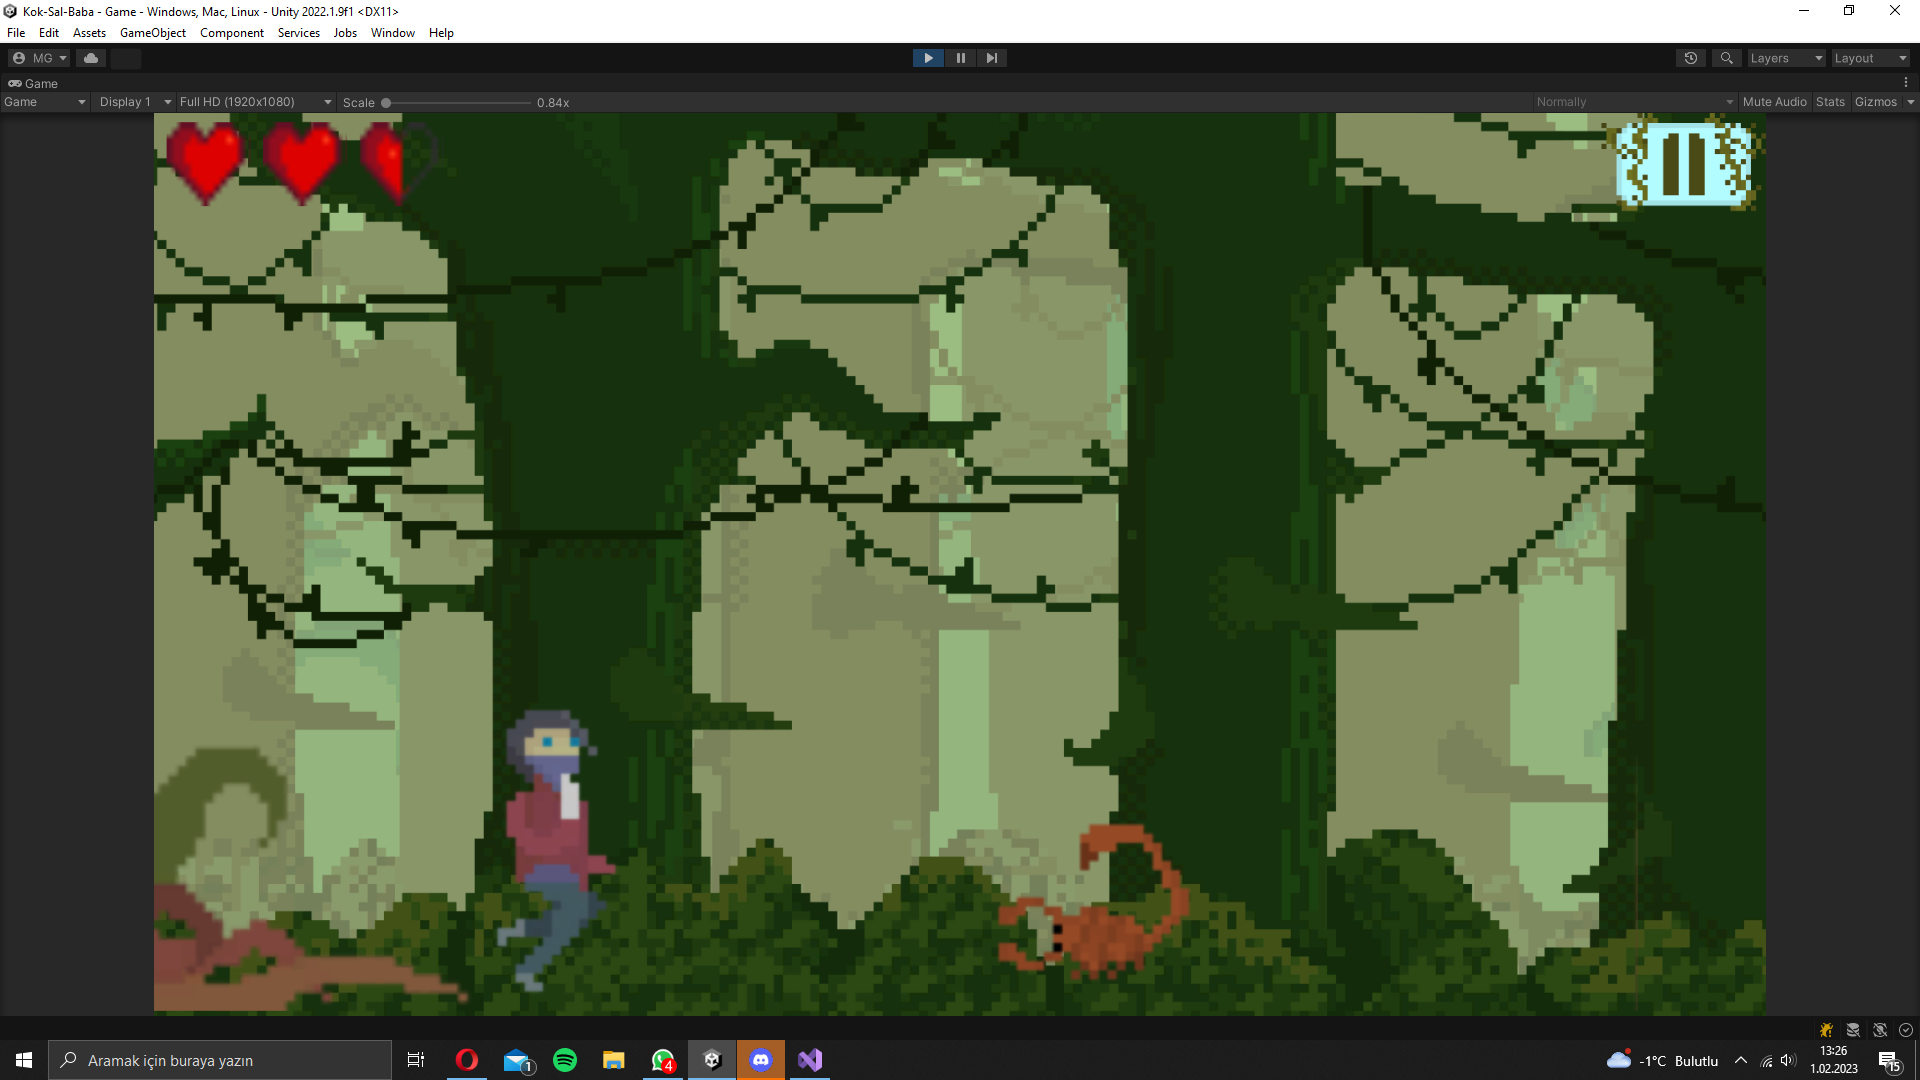 Kok-Sal-Baba - Game - Windows, Mac, Linux - Unity 2022.1.9f1 <DX11>
File Edit Assets GameObject Component Services Jobs Window Help
MG
Layers
Layout
Game
Game
Display 1
Full HD (1920x1080)
Scale
0.84x
Normally
Mute Audio
Stats
Gizmos
Aramak için buraya yazın
1
4
-1°C Bulutlu
13:26
1.02.2023
15